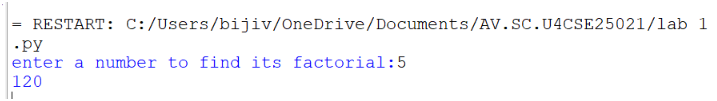 = RESTART: C:/Users/bijiv/OneDrive/Documents/AV.SC.U4CSE25021/lab 1
.py
enter a number to find its factorial:5
120